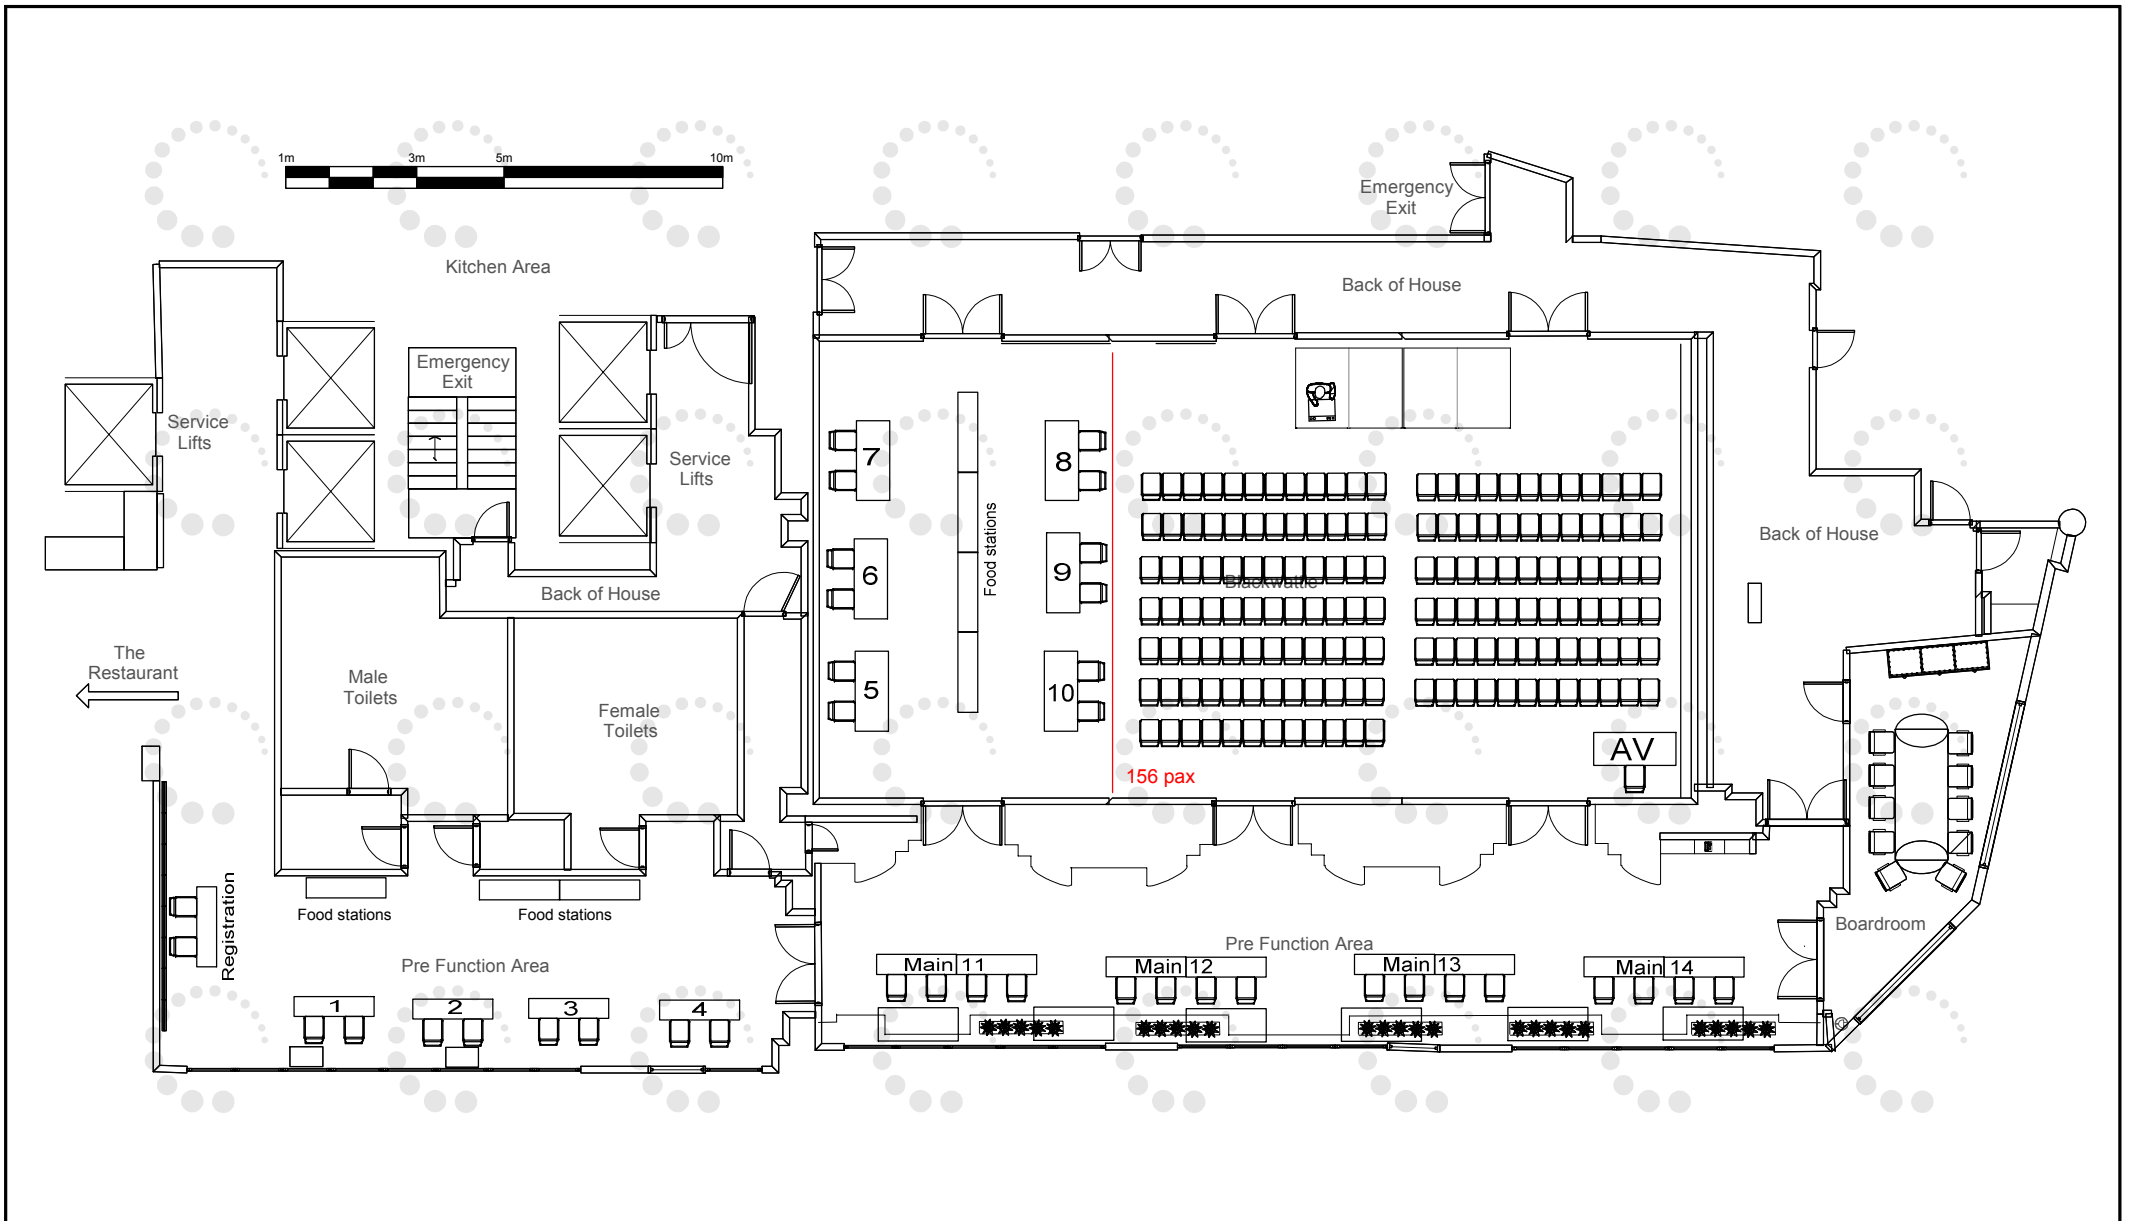 1m
3m
5m
10m
Emergency
Exit
Kitchen Area
Back of House
Emergency
Exit
Service
Lifts
Service
Lifts
7
8
Food stations
6
9
Blackwattle
Back of House
Back of House
The
Restaurant
Male
Toilets
Female
Toilets
5
10
AV
156 pax
Registration
Food stations
Food stations
Boardroom
Pre Function Area
Pre Function Area
Main 11
Main 12
Main 13
Main 14
1
2
3
4